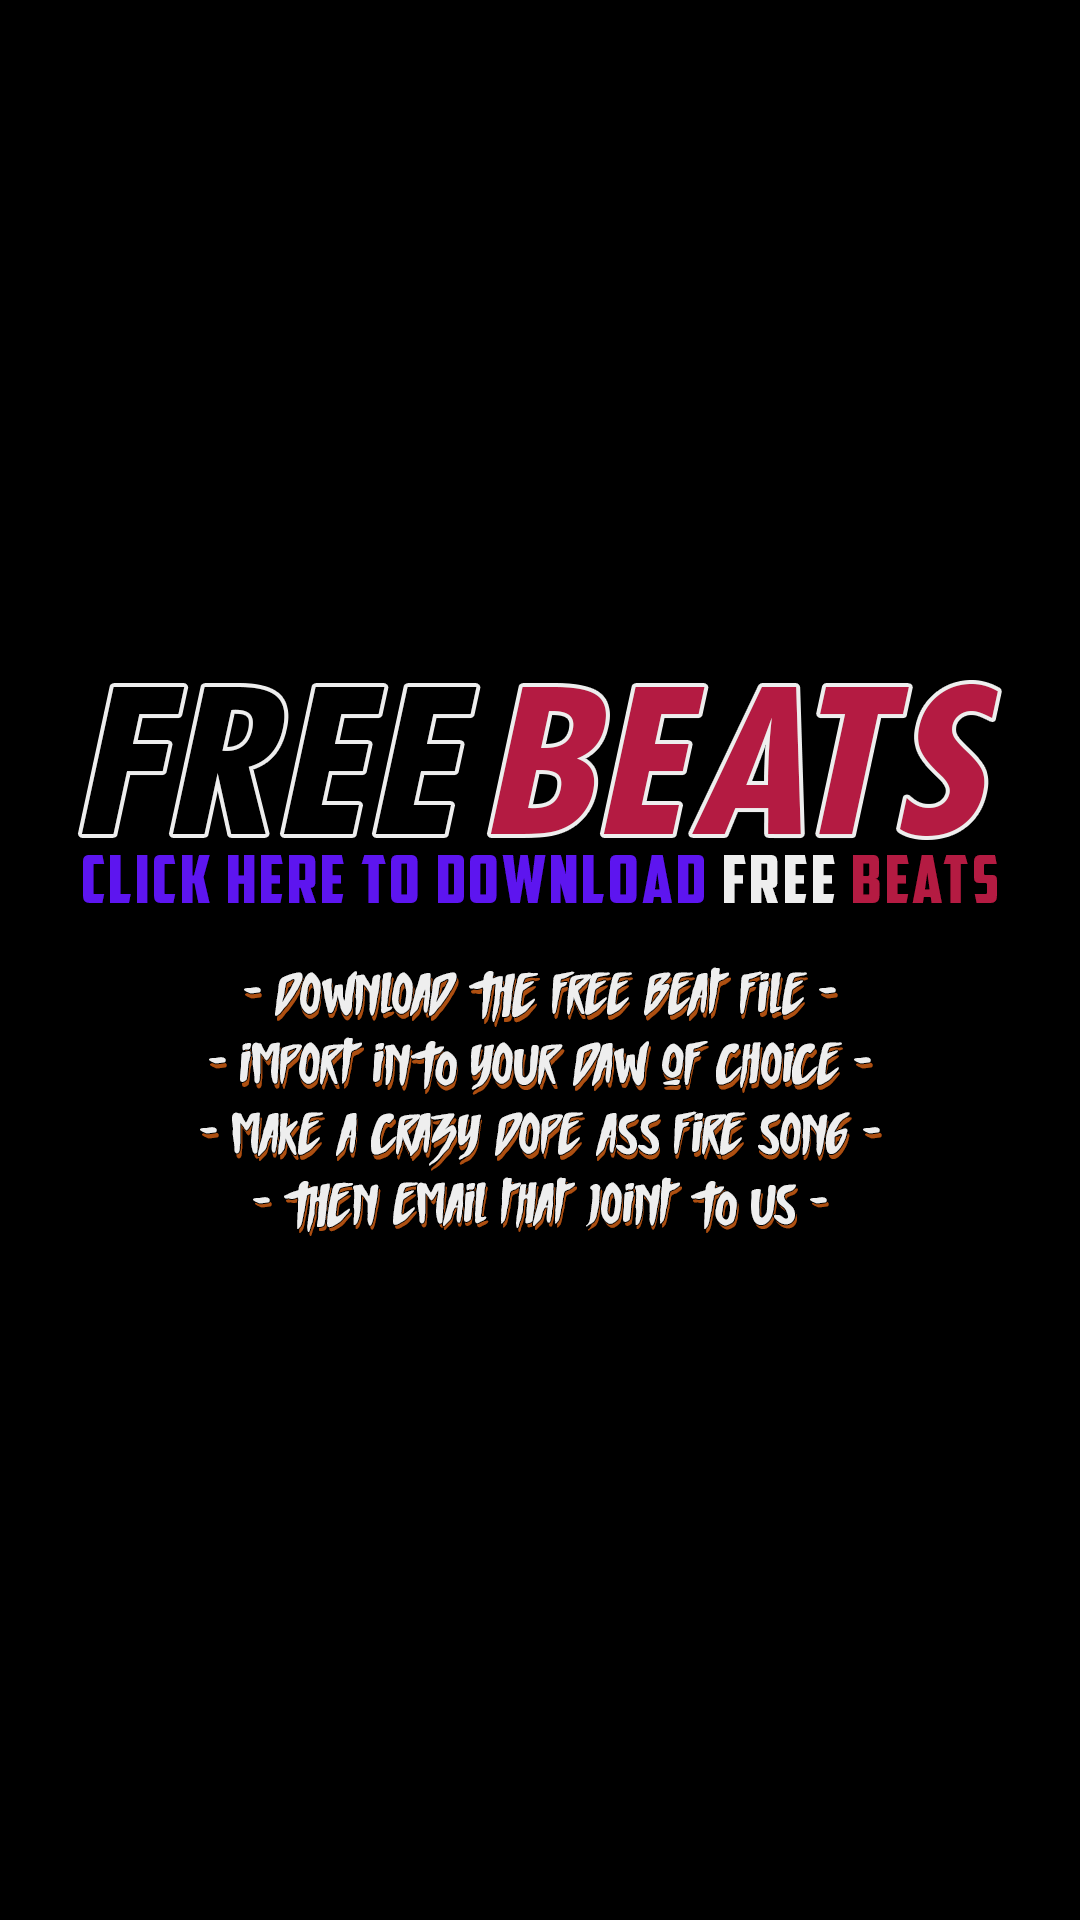 FREE BEATS
CLICK HERE TO DOWNLOAD FREE BEATS
- DOWNLOAD THE FREE BEAT FiLE -
- iMPORT iNTO YOUR DAW OF CHOiCE -
- MAKE A CRAZY DOPE ASS FiRE SONG -
- THEN EMAiL THAT JOiNT TO US -